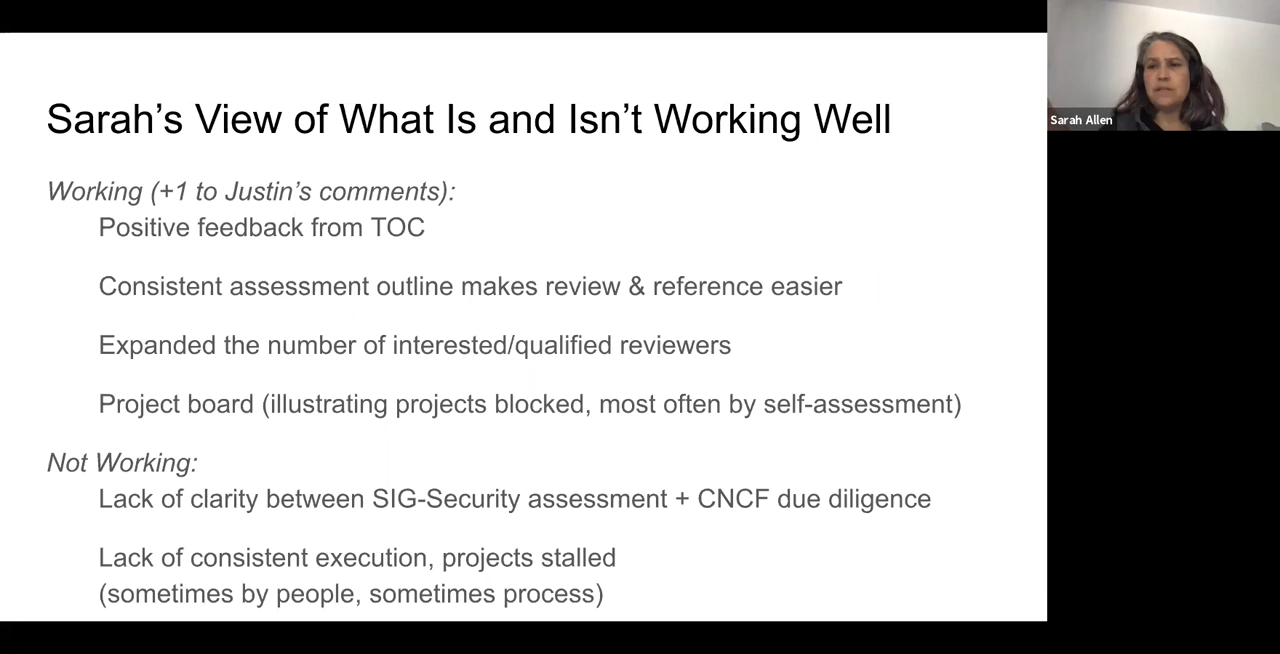 Sarah’s View of What Is and Isn’t Working Well
Working (+1 to Justin’s comments):
Positive feedback from TOC
Consistent assessment outline makes review & reference easier
Expanded the number of interested/qualified reviewers
Project board (illustrating projects blocked, most often by self-assessment)
Not Working:
Lack of clarity between SIG-Security assessment + CNCF due diligence
Lack of consistent execution, projects stalled
(sometimes by people, sometimes process)
Sarah Allen